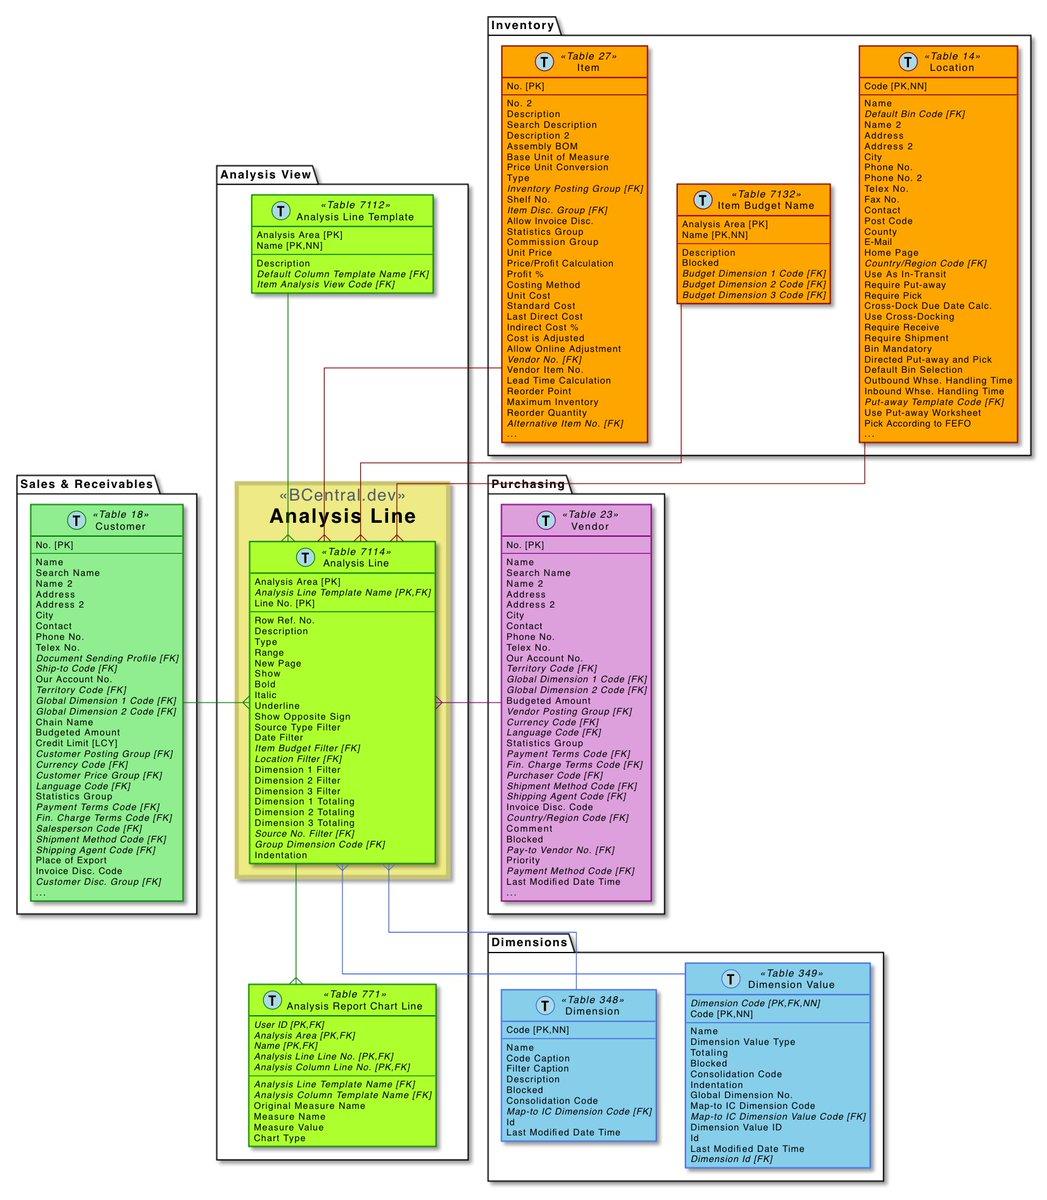 Inventory
T
«Table 27»
Item
No. [PK]
No. 2
Description
Search Description
Description 2
Assembly BOM
Base Unit of Measure
Price Unit Conversion
Type
Inventory Posting Group [FK]
Shelf No.
Item Disc. Group [FK]
Allow Invoice Disc.
Statistics Group
Commission Group
Unit Price
Price/Profit Calculation
Profit %
Costing Method
Unit Cost
Standard Cost
Last Direct Cost
Indirect Cost %
Cost is Adjusted
Allow Online Adjustment
Vendor No. [FK]
Vendor Item No.
Lead Time Calculation
Reorder Point
Maximum Inventory
Reorder Quantity
Alternative Item No. [FK]
...
T
«Table 7132»
Item Budget Name
Analysis Area [PK]
Name [PK,NN]
Description
Blocked
Budget Dimension 1 Code [FK]
Budget Dimension 2 Code [FK]
Budget Dimension 3 Code [FK]
T
«Table 14»
Location
Code [PK,NN]
Name
Default Bin Code [FK]
Name 2
Address
Address 2
City
Phone No.
Phone No. 2
Telex No.
Fax No.
Contact
Post Code
County
E-Mail
Home Page
Country/Region Code [FK]
Use As In-Transit
Require Put-away
Require Pick
Cross-Dock Due Date Calc.
Use Cross-Docking
Require Receive
Require Shipment
Bin Mandatory
Directed Put-away and Pick
Default Bin Selection
Outbound Whse. Handling Time
Inbound Whse. Handling Time
Put-away Template Code [FK]
Use Put-away Worksheet
Pick According to FEFO
...
Analysis View
T
«Table 7112»
Analysis Line Template
Analysis Area [PK]
Name [PK,NN]
Description
Default Column Template Name [FK]
Item Analysis View Code [FK]
«BCentral.dev»
Analysis Line
T
«Table 7114»
Analysis Line
Analysis Area [PK]
Analysis Line Template Name [PK,FK]
Line No. [PK]
Row Ref. No.
Description
Type
Range
New Page
Show
Bold
Italic
Underline
Show Opposite Sign
Source Type Filter
Date Filter
Item Budget Filter [FK]
Location Filter [FK]
Dimension 1 Filter
Dimension 2 Filter
Dimension 3 Filter
Dimension 1 Totaling
Dimension 2 Totaling
Dimension 3 Totaling
Source No. Filter [FK]
Group Dimension Code [FK]
Indentation
T
«Table 771»
Analysis Report Chart Line
User ID [PK,FK]
Analysis Area [PK,FK]
Name [PK,FK]
Analysis Line Line No. [PK,FK]
Analysis Column Line No. [PK,FK]
Analysis Line Template Name [FK]
Analysis Column Template Name [FK]
Original Measure Name
Measure Name
Measure Value
Chart Type
Sales & Receivables
T
«Table 18»
Customer
No. [PK]
Name
Search Name
Name 2
Address
Address 2
City
Contact
Phone No.
Telex No.
Document Sending Profile [FK]
Ship-to Code [FK]
Our Account No.
Territory Code [FK]
Global Dimension 1 Code [FK]
Global Dimension 2 Code [FK]
Chain Name
Budgeted Amount
Credit Limit [LCY]
Customer Posting Group [FK]
Currency Code [FK]
Customer Price Group [FK]
Language Code [FK]
Statistics Group
Payment Terms Code [FK]
Fin. Charge Terms Code [FK]
Salesperson Code [FK]
Shipment Method Code [FK]
Shipping Agent Code [FK]
Place of Export
Invoice Disc. Code
Customer Disc. Group [FK]
...
Purchasing
T
«Table 23»
Vendor
No. [PK]
Name
Search Name
Name 2
Address
Address 2
City
Contact
Phone No.
Telex No.
Our Account No.
Territory Code [FK]
Global Dimension 1 Code [FK]
Global Dimension 2 Code [FK]
Budgeted Amount
Vendor Posting Group [FK]
Currency Code [FK]
Language Code [FK]
Statistics Group
Payment Terms Code [FK]
Fin. Charge Terms Code [FK]
Purchaser Code [FK]
Shipment Method Code [FK]
Shipping Agent Code [FK]
Invoice Disc. Code
Country/Region Code [FK]
Comment
Blocked
Pay-to Vendor No. [FK]
Priority
Payment Method Code [FK]
Last Modified Date Time
...
Dimensions
T
«Table 348»
Dimension
Code [PK,NN]
Name
Code Caption
Filter Caption
Description
Blocked
Consolidation Code
Map-to IC Dimension Code [FK]
Id
Last Modified Date Time
T
«Table 349»
Dimension Value
Dimension Code [PK,FK,NN]
Code [PK,NN]
Name
Dimension Value Type
Totaling
Blocked
Consolidation Code
Indentation
Global Dimension No.
Map-to IC Dimension Code
Map-to IC Dimension Value Code [FK]
Dimension Value ID
Id
Last Modified Date Time
Dimension Id [FK]